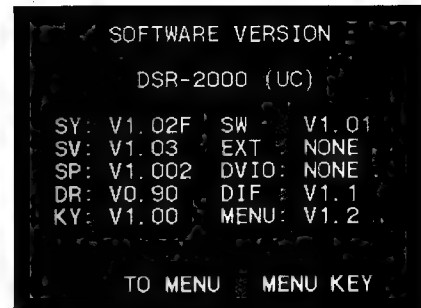 SOFTWARE VERSION
DSR-2000 (UC)
SY: V1.02F SW : V1.01
SV: V1.03 EXT : NONE
SP: V1.002 DVIO: NONE
DR: V0.90 DIF : V1.1
KY: V1.00 MENU: V1.2
TO MENU : MENU KEY